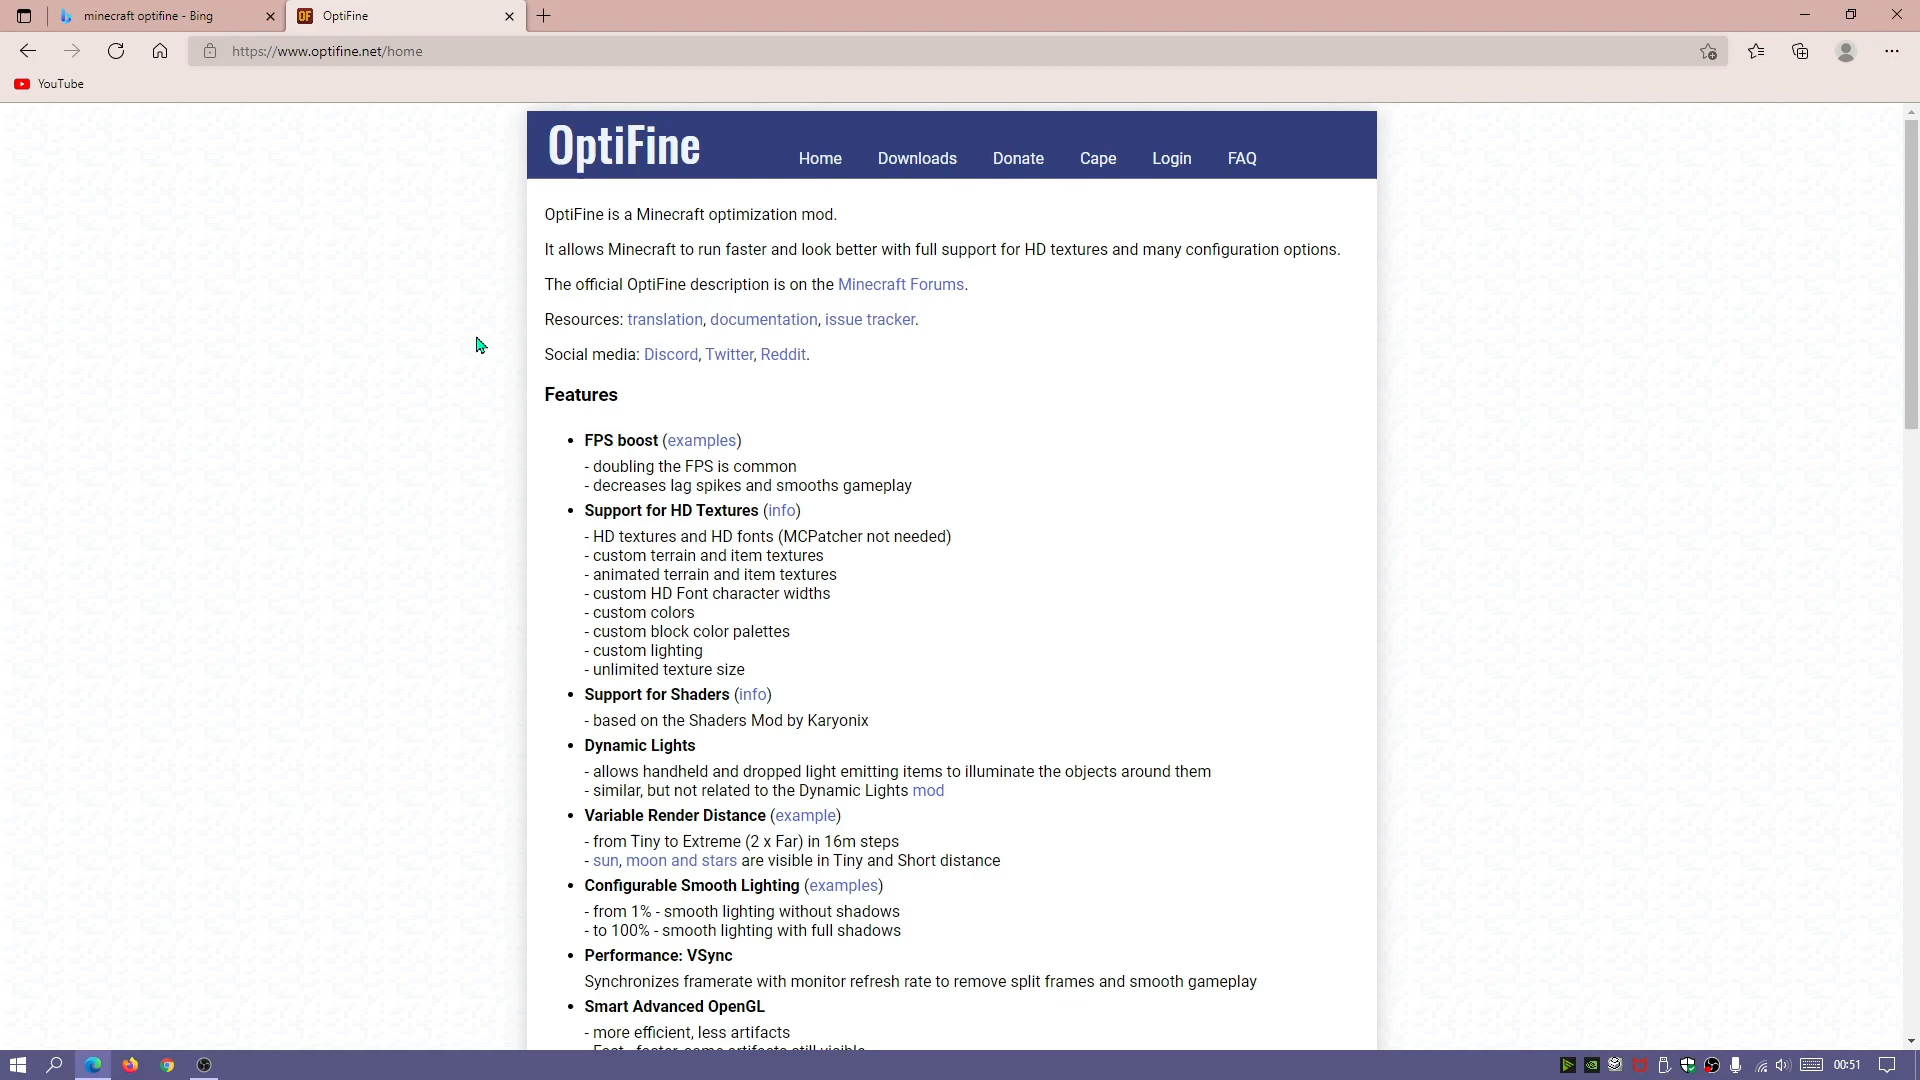 minecraft optifine - Bing
OF
OptiFine
https://www.optifine.net/home
YouTube
OptiFine
Home
Downloads
Donate
Cape
Login
FAQ
OptiFine is a Minecraft optimization mod.
It allows Minecraft to run faster and look better with full support for HD textures and many configuration options.
The official OptiFine description is on the Minecraft Forums.
Resources: translation, documentation, issue tracker.
Social media: Discord, Twitter, Reddit.
Features
• FPS boost (examples)
- doubling the FPS is common
- decreases lag spikes and smooths gameplay
• Support for HD Textures (info)
- HD textures and HD fonts (MCPatcher not needed)
- custom terrain and item textures
- animated terrain and item textures
- custom HD Font character widths
- custom colors
- custom block color palettes
- custom lighting
- unlimited texture size
• Support for Shaders (info)
- based on the Shaders Mod by Karyonix
• Dynamic Lights
- allows handheld and dropped light emitting items to illuminate the objects around them
- similar, but not related to the Dynamic Lights mod
• Variable Render Distance (example)
- from Tiny to Extreme (2 x Far) in 16m steps
- sun, moon and stars are visible in Tiny and Short distance
• Configurable Smooth Lighting (examples)
- from 1% - smooth lighting without shadows
- to 100% - smooth lighting with full shadows
• Performance: VSync
Synchronizes framerate with monitor refresh rate to remove split frames and smooth gameplay
• Smart Advanced OpenGL
- more efficient, less artifacts
- Fast - faster, some artifacts still visible
00:51